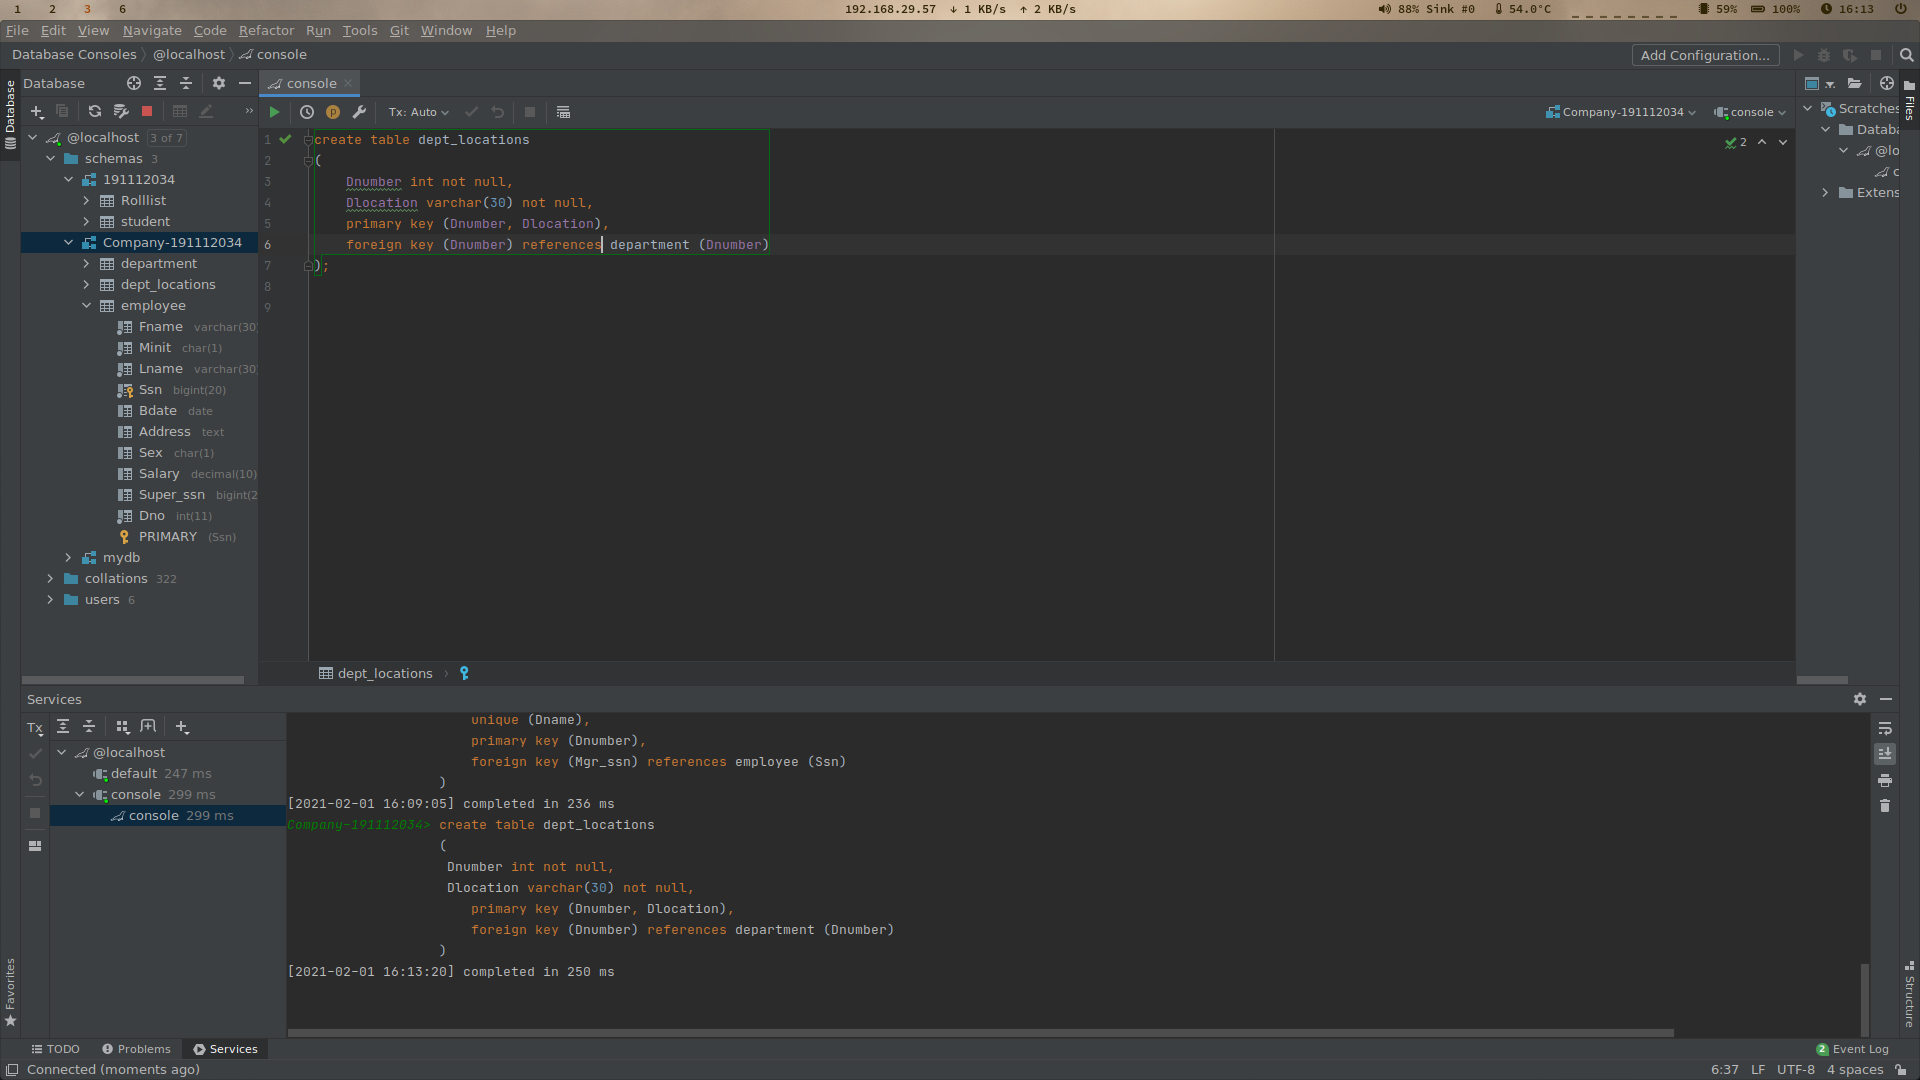 1 2 3 6 192.168.29.57 ↓ 1 KB/s ↑ 2 KB/s 88% Sink #0 54.0°C 59% 100% 16:13
File Edit View Navigate Code Refactor Run Tools Git Window Help
Database Consoles @localhost console Add Configuration...
Database
console
Tx: Auto Company-191112034 console
@localhost 3 of 7
schemas 3
191112034
Rolllist
student
Company-191112034
department
dept_locations
employee
Fname varchar(30)
Minit char(1)
Lname varchar(30)
Ssn bigint(20)
Bdate date
Address text
Sex char(1)
Salary decimal(10)
Super_ssn bigint(2
Dno int(11)
PRIMARY (Ssn)
mydb
collations 322
users 6
1 create table dept_locations
2 (
3 Dnumber int not null,
4 Dlocation varchar(30) not null,
5 primary key (Dnumber, Dlocation),
6 foreign key (Dnumber) references department (Dnumber)
7 );
8
9
2
Scratches
Databa
@lo
c
Extens
Database
Files
dept_locations
Services
Tx
@localhost
default 247 ms
console 299 ms
console 299 ms
unique (Dname),
primary key (Dnumber),
foreign key (Mgr_ssn) references employee (Ssn)
)
[2021-02-01 16:09:05] completed in 236 ms
Company-191112034> create table dept_locations
(
Dnumber int not null,
Dlocation varchar(30) not null,
primary key (Dnumber, Dlocation),
foreign key (Dnumber) references department (Dnumber)
)
[2021-02-01 16:13:20] completed in 250 ms
Favorites
Structure
TODO Problems Services 2 Event Log
Connected (moments ago) 6:37 LF UTF-8 4 spaces